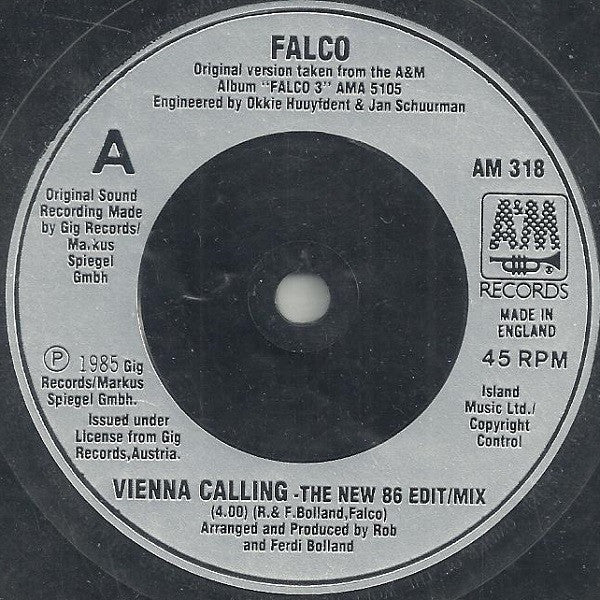 FALCO
Original version taken from the A&M
Album "FALCO 3" AMA 5105
Engineered by Okkie Huuyfdent & Jan Schuurman
A
AM 318
Original Sound
Recording Made
by Gig Records/
Markus
Spiegel
Gmbh
A&M
RECORDS
MADE IN
ENGLAND
℗ 1985 Gig
Records/Markus
Spiegel Gmbh.
45 RPM
Issued under
License from Gig
Records,Austria.
Island
Music Ltd./
Copyright
Control
VIENNA CALLING -THE NEW 86 EDIT/MIX
(4.00) (R.& F.Bolland,Falco)
Arranged and Produced by Rob
and Ferdi Bolland